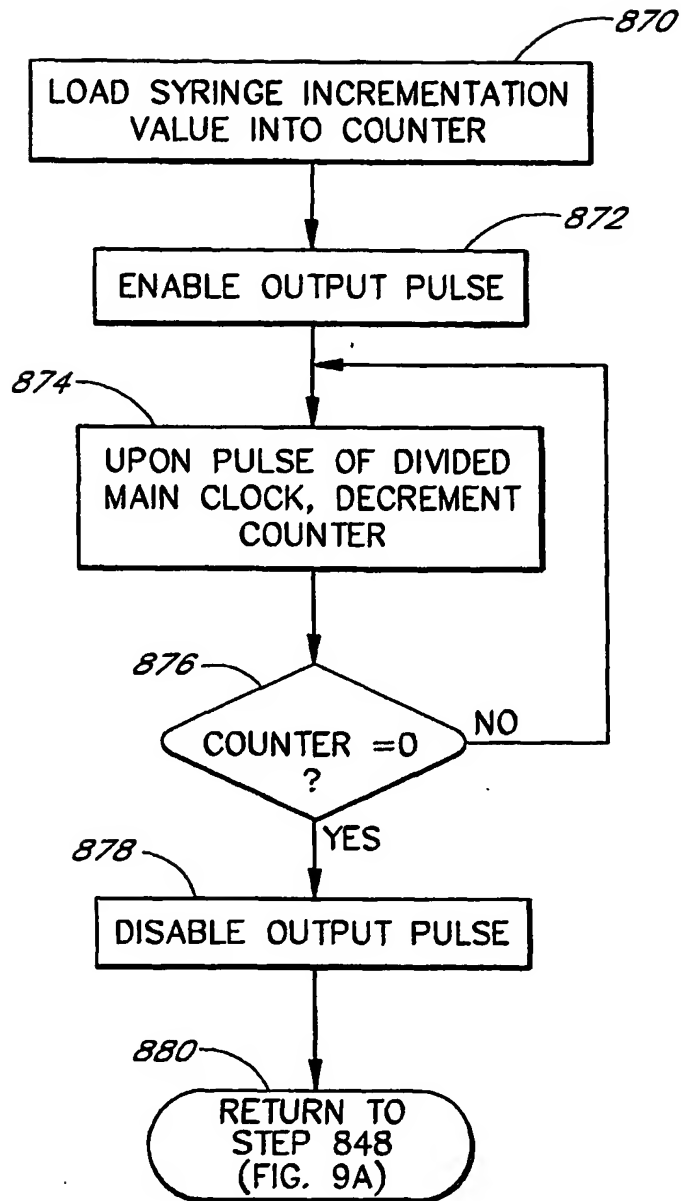 870
LOAD SYRINGE INCREMENTATION
VALUE INTO COUNTER
872
ENABLE OUTPUT PULSE
874
UPON PULSE OF DIVIDED
MAIN CLOCK, DECREMENT
COUNTER
876
COUNTER =0
?
NO
YES
878
DISABLE OUTPUT PULSE
880
RETURN TO
STEP 848
(FIG. 9A)